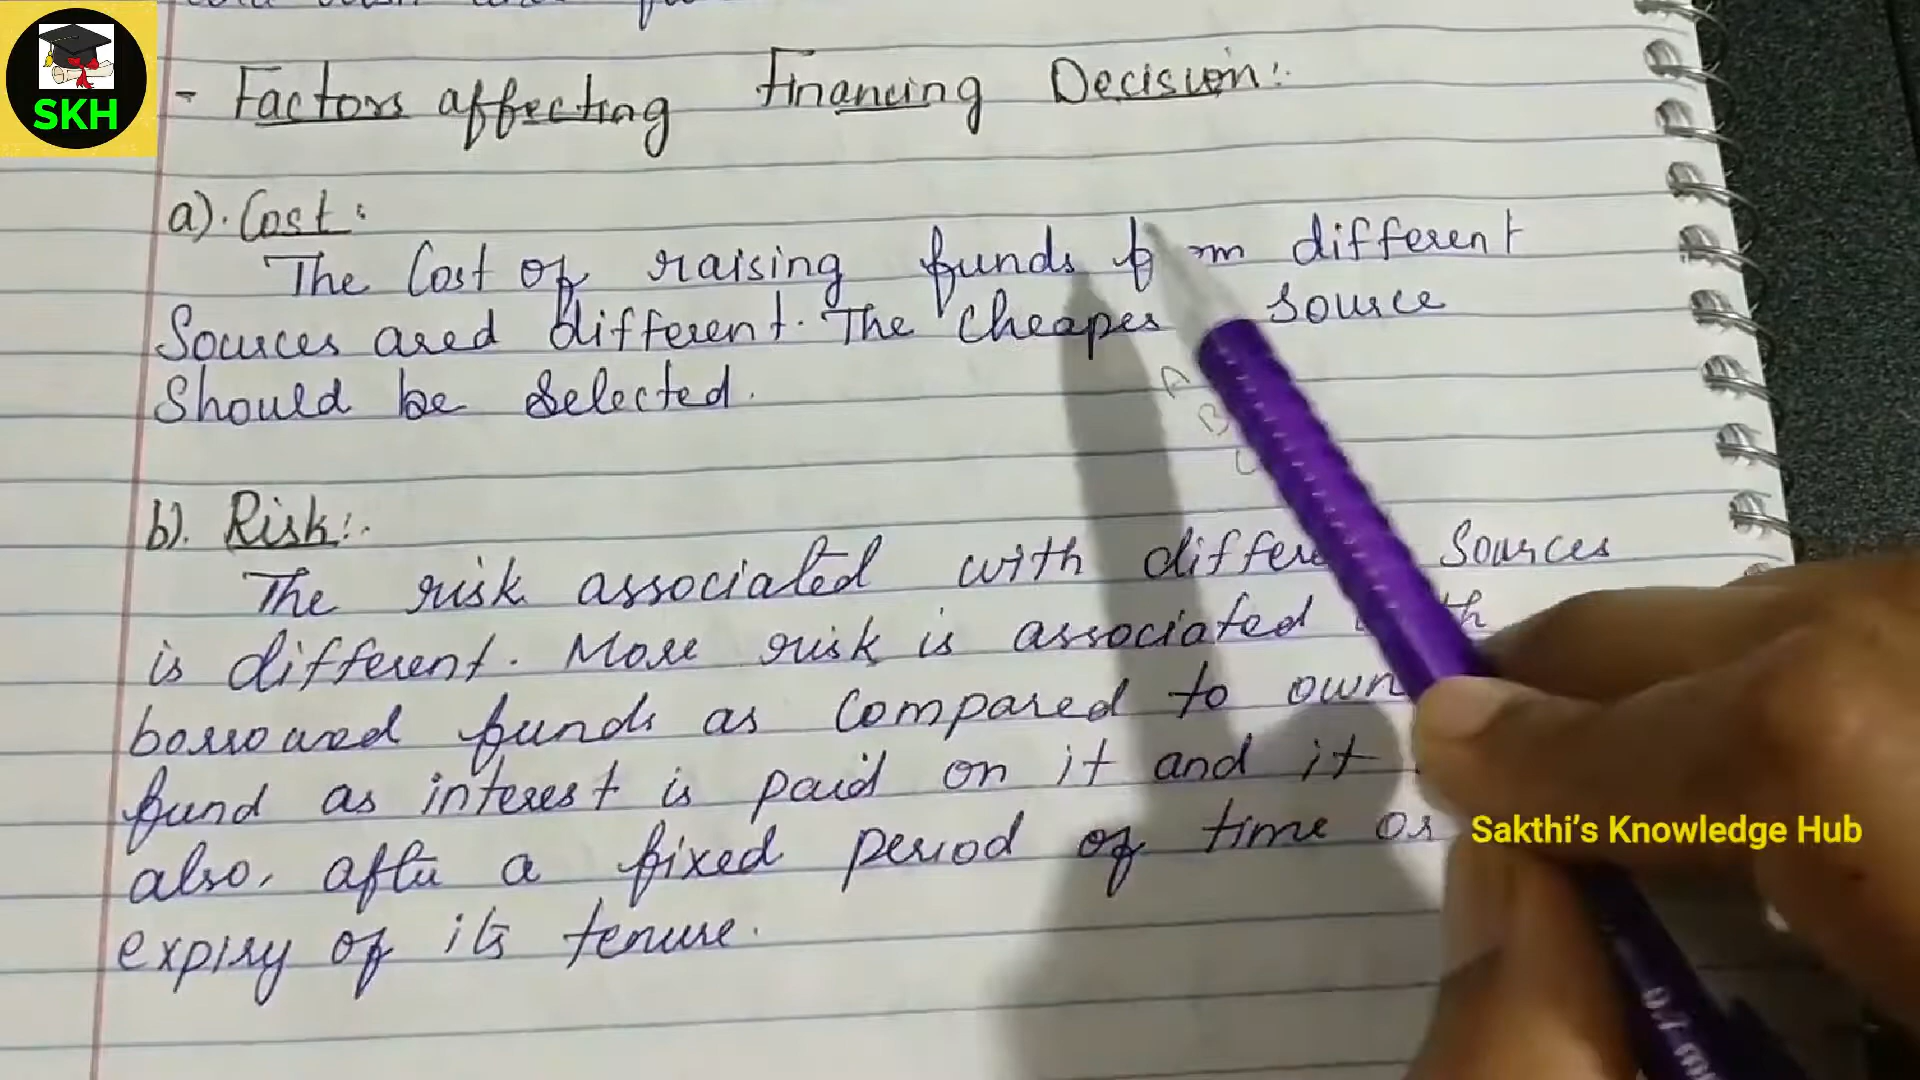 SKH
- Factors affecting Financing Decision:-
a). Cost:
The Cost of raising funds different
Sources ared different. The Cheaper source
Should be Selected.
A
B
b). Risk:-
The risk associated with Sources
is different. More risk is associated
borrowed funds as compared to own
fund as interest is paid on it and it
also, after a fixed period of time or
Sakthi's Knowledge Hub
expiry of its tenure.